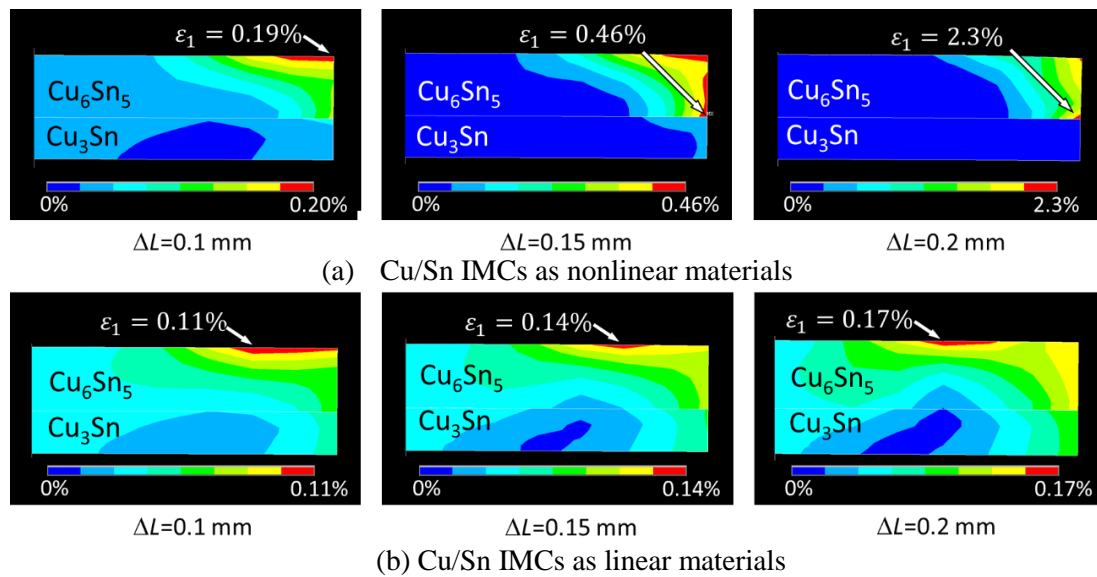 ε₁ = 0.19%
Cu₆Sn₅
Cu₃Sn
0% 0.20%
ΔL=0.1 mm
ε₁ = 0.46%
Cu₆Sn₅
Cu₃Sn
0% 0.46%
ΔL=0.15 mm
ε₁ = 2.3%
Cu₆Sn₅
Cu₃Sn
0% 2.3%
ΔL=0.2 mm
(a) Cu/Sn IMCs as nonlinear materials
ε₁ = 0.11%
Cu₆Sn₅
Cu₃Sn
0% 0.11%
ΔL=0.1 mm
ε₁ = 0.14%
Cu₆Sn₅
Cu₃Sn
0% 0.14%
ΔL=0.15 mm
ε₁ = 0.17%
Cu₆Sn₅
Cu₃Sn
0% 0.17%
ΔL=0.2 mm
(b) Cu/Sn IMCs as linear materials